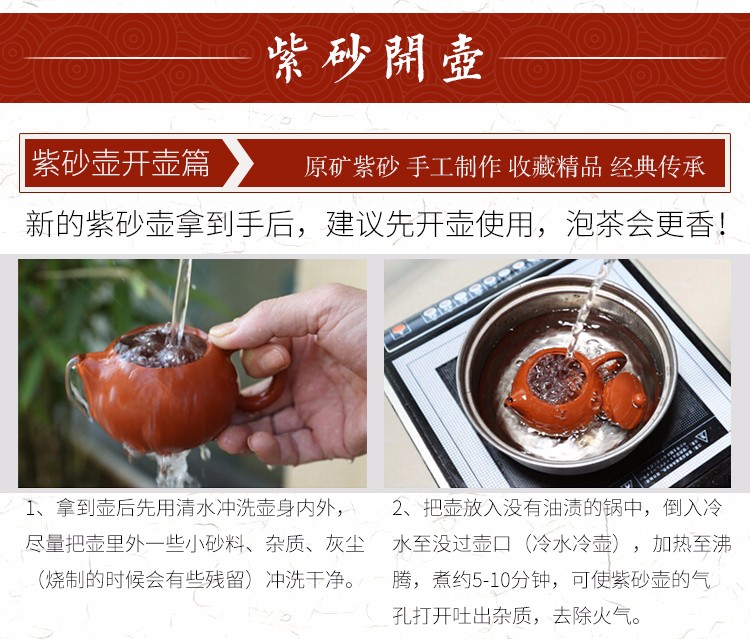 紫砂開壺
紫砂壶开壶篇
原矿紫砂 手工制作 收藏精品 经典传承
新的紫砂壶拿到手后，建议先开壶使用，泡茶会更香！
1、拿到壶后先用清水冲洗壶身内外，
尽量把壶里外一些小砂料、杂质、灰尘
（烧制的时候会有些残留）冲洗干净。
2、把壶放入没有油渍的锅中，倒入冷
水至没过壶口（冷水冷壶），加热至沸
腾，煮约5-10分钟，可使紫砂壶的气
孔打开吐出杂质，去除火气。